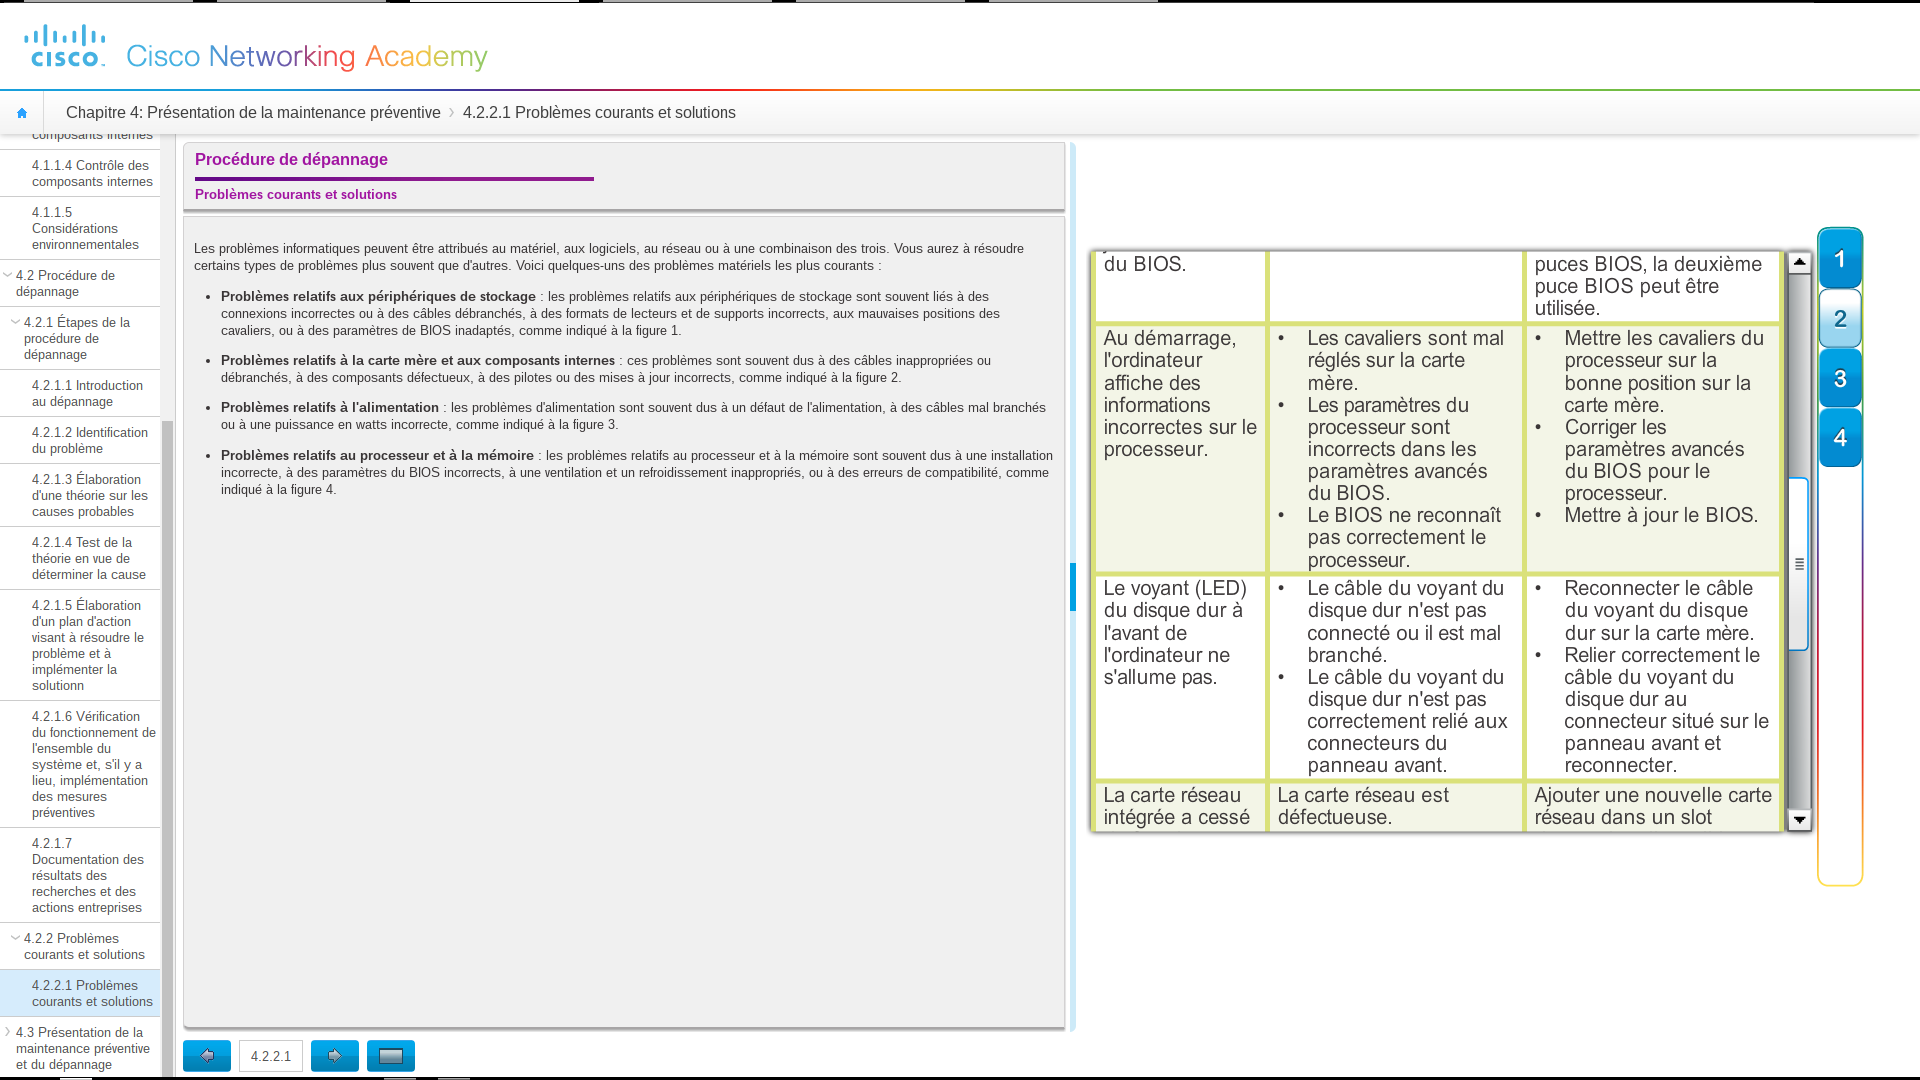 cisco
Cisco Networking Academy
Chapitre 4: Présentation de la maintenance préventive
4.2.2.1 Problèmes courants et solutions
composants internes
4.1.1.4 Contrôle des
composants internes
4.1.1.5
Considérations
environnementales
4.2 Procédure de
dépannage
4.2.1 Étapes de la
procédure de
dépannage
4.2.1.1 Introduction
au dépannage
4.2.1.2 Identification
du problème
4.2.1.3 Élaboration
d'une théorie sur les
causes probables
4.2.1.4 Test de la
théorie en vue de
déterminer la cause
4.2.1.5 Élaboration
d'un plan d'action
visant à résoudre le
problème et à
implémenter la
solutionn
4.2.1.6 Vérification
du fonctionnement de
l'ensemble du
système et, s'il y a
lieu, implémentation
des mesures
préventives
4.2.1.7
Documentation des
résultats des
recherches et des
actions entreprises
4.2.2 Problèmes
courants et solutions
4.2.2.1 Problèmes
courants et solutions
4.3 Présentation de la
maintenance préventive
et du dépannage
Procédure de dépannage
Problèmes courants et solutions
Les problèmes informatiques peuvent être attribués au matériel, aux logiciels, au réseau ou à une combinaison des trois. Vous aurez à résoudre
certains types de problèmes plus souvent que d'autres. Voici quelques-uns des problèmes matériels les plus courants :
• Problèmes relatifs aux périphériques de stockage : les problèmes relatifs aux périphériques de stockage sont souvent liés à des
connexions incorrectes ou à des câbles débranchés, à des formats de lecteurs et de supports incorrects, aux mauvaises positions des
cavaliers, ou à des paramètres de BIOS inadaptés, comme indiqué à la figure 1.
• Problèmes relatifs à la carte mère et aux composants internes : ces problèmes sont souvent dus à des câbles inappropriées ou
débranchés, à des composants défectueux, à des pilotes ou des mises à jour incorrects, comme indiqué à la figure 2.
• Problèmes relatifs à l'alimentation : les problèmes d'alimentation sont souvent dus à un défaut de l'alimentation, à des câbles mal branchés
ou à une puissance en watts incorrecte, comme indiqué à la figure 3.
• Problèmes relatifs au processeur et à la mémoire : les problèmes relatifs au processeur et à la mémoire sont souvent dus à une installation
incorrecte, à des paramètres du BIOS incorrects, à une ventilation et un refroidissement inappropriés, ou à des erreurs de compatibilité, comme
indiqué à la figure 4.
4.2.2.1
du BIOS.
puces BIOS, la deuxième
puce BIOS peut être
utilisée.
Au démarrage,
l'ordinateur
affiche des
informations
incorrectes sur le
processeur.
• Les cavaliers sont mal
réglés sur la carte
mère.
• Les paramètres du
processeur sont
incorrects dans les
paramètres avancés
du BIOS.
• Le BIOS ne reconnaît
pas correctement le
processeur.
• Mettre les cavaliers du
processeur sur la
bonne position sur la
carte mère.
• Corriger les
paramètres avancés
du BIOS pour le
processeur.
• Mettre à jour le BIOS.
Le voyant (LED)
du disque dur à
l'avant de
l'ordinateur ne
s'allume pas.
• Le câble du voyant du
disque dur n'est pas
connecté ou il est mal
branché.
• Le câble du voyant du
disque dur n'est pas
correctement relié aux
connecteurs du
panneau avant.
• Reconnecter le câble
du voyant du disque
dur sur la carte mère.
• Relier correctement le
câble du voyant du
disque dur au
connecteur situé sur le
panneau avant et
reconnecter.
La carte réseau
intégrée a cessé
La carte réseau est
défectueuse.
Ajouter une nouvelle carte
réseau dans un slot
1
2
3
4